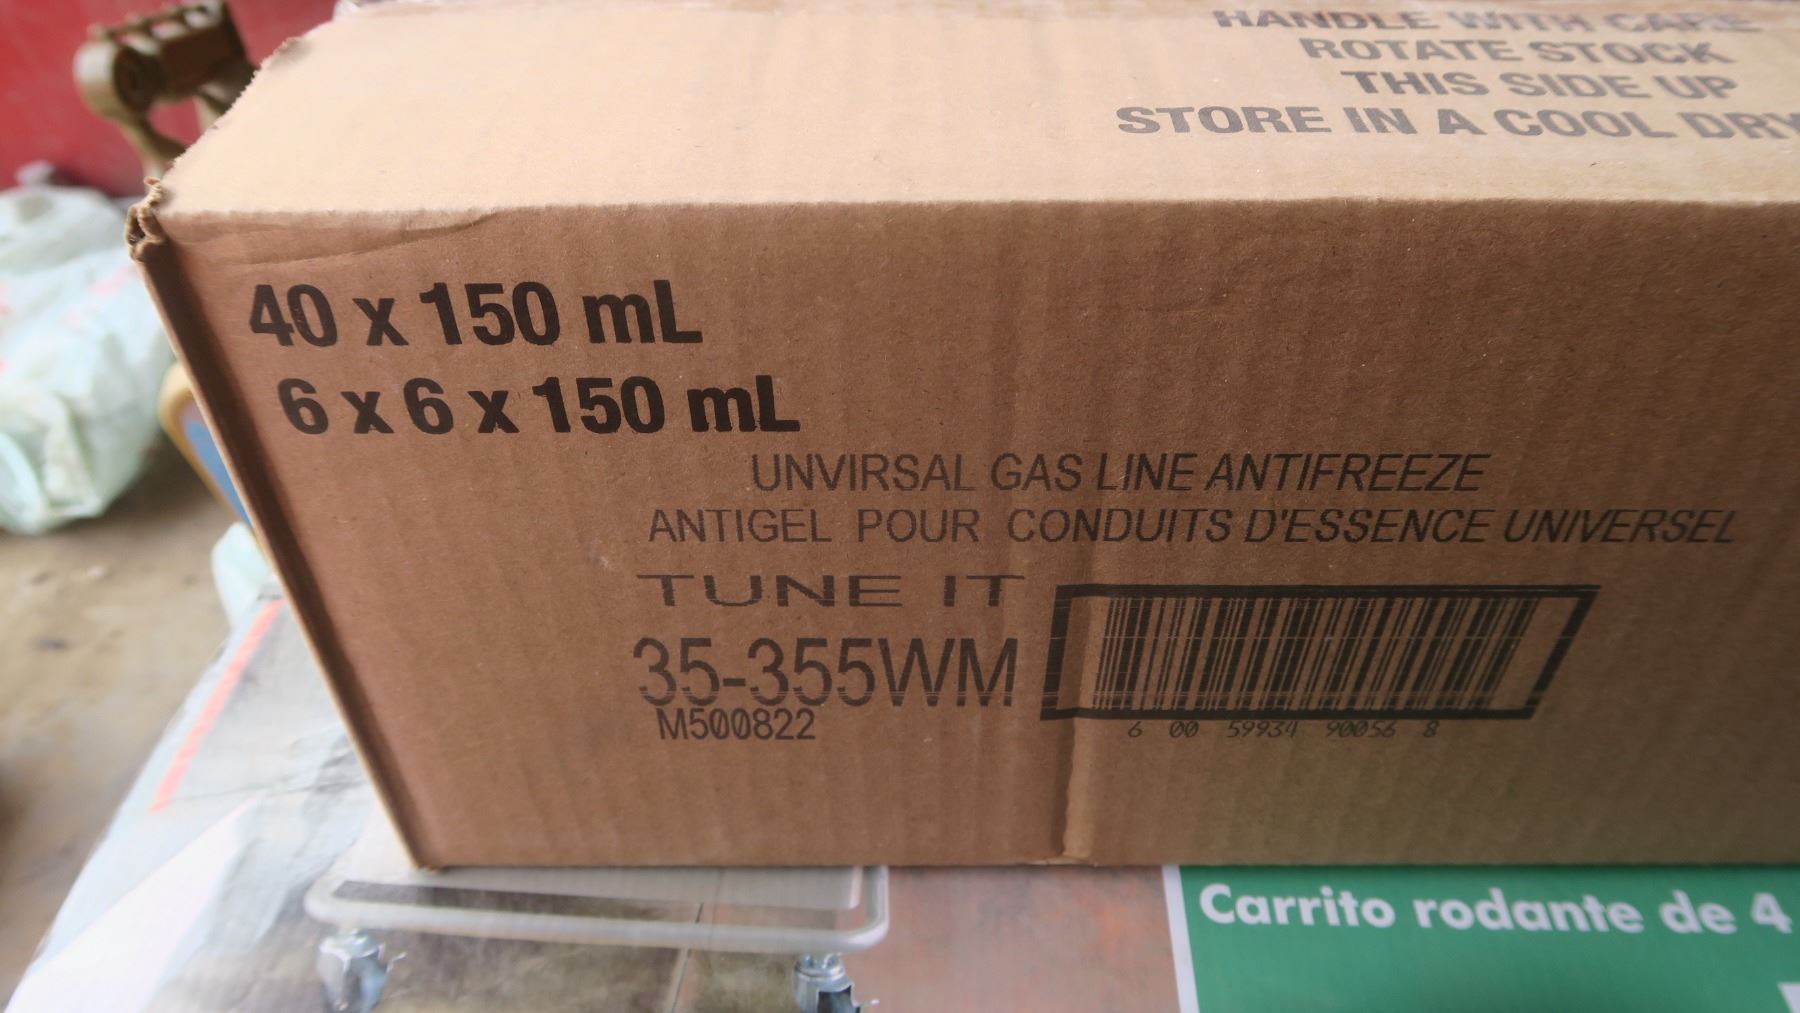 HANDLE WITH CARE
ROTATE STOCK
THIS SIDE UP
STORE IN A COOL DRY
40 x 150 mL
6 x 6 x 150 mL
UNVIRSAL GAS LINE ANTIFREEZE
ANTIGEL POUR CONDUITS D'ESSENCE UNIVERSEL
TUNE IT
35-355WM
M500822
6 00 59934 90056 8
Carrito rodante de 4